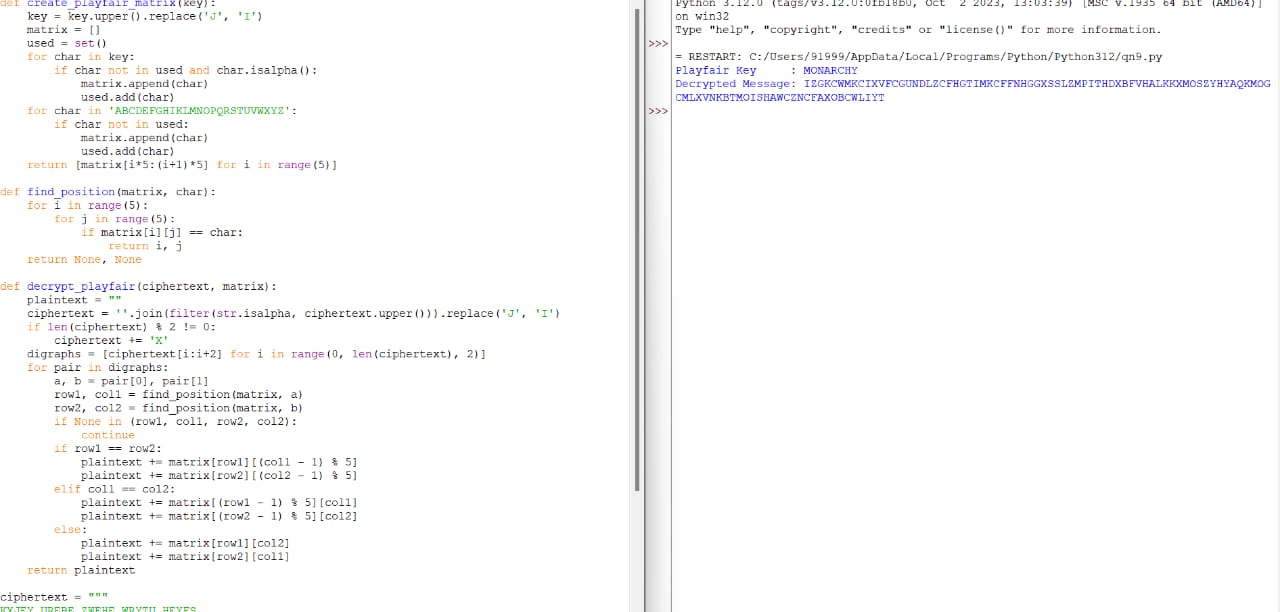 def create_playfair_matrix(key):
    key = key.upper().replace('J', 'I')
    matrix = []
    used = set()
    for char in key:
        if char not in used and char.isalpha():
            matrix.append(char)
            used.add(char)
    for char in 'ABCDEFGHIKLMNOPQRSTUVWXYZ':
        if char not in used:
            matrix.append(char)
            used.add(char)
    return [matrix[i*5:(i+1)*5] for i in range(5)]

def find_position(matrix, char):
    for i in range(5):
        for j in range(5):
            if matrix[i][j] == char:
                return i, j
    return None, None

def decrypt_playfair(ciphertext, matrix):
    plaintext = ""
    ciphertext = ''.join(filter(str.isalpha, ciphertext.upper())).replace('J', 'I')
    if len(ciphertext) % 2 != 0:
        ciphertext += 'X'
    digraphs = [ciphertext[i:i+2] for i in range(0, len(ciphertext), 2)]
    for pair in digraphs:
        a, b = pair[0], pair[1]
        row1, col1 = find_position(matrix, a)
        row2, col2 = find_position(matrix, b)
        if None in (row1, col1, row2, col2):
            continue
        if row1 == row2:
            plaintext += matrix[row1][(col1 - 1) % 5]
            plaintext += matrix[row2][(col2 - 1) % 5]
        elif col1 == col2:
            plaintext += matrix[(row1 - 1) % 5][col1]
            plaintext += matrix[(row2 - 1) % 5][col2]
        else:
            plaintext += matrix[row1][col2]
            plaintext += matrix[row2][col1]
    return plaintext

ciphertext = """
KXJEY UREBE ZWEHE WRYTU HEYFS
Python 3.12.0 (tags/v3.12.0:0fb18b0, Oct  2 2023, 13:03:39) [MSC v.1935 64 bit (AMD64)]
on win32
Type "help", "copyright", "credits" or "license()" for more information.
>>>
= RESTART: C:/Users/91999/AppData/Local/Programs/Python/Python312/qn9.py
Playfair Key     : MONARCHY
Decrypted Message: IZGKCWMKCIXVFCGUNDLZCFHGTIMKCFFNHGGXSSLZMPITHDXBFVHALKKXMOSZYHYAQKMOG
CMLXVNKBTMOISHAWCZNCFAXOBCWLIYT
>>>